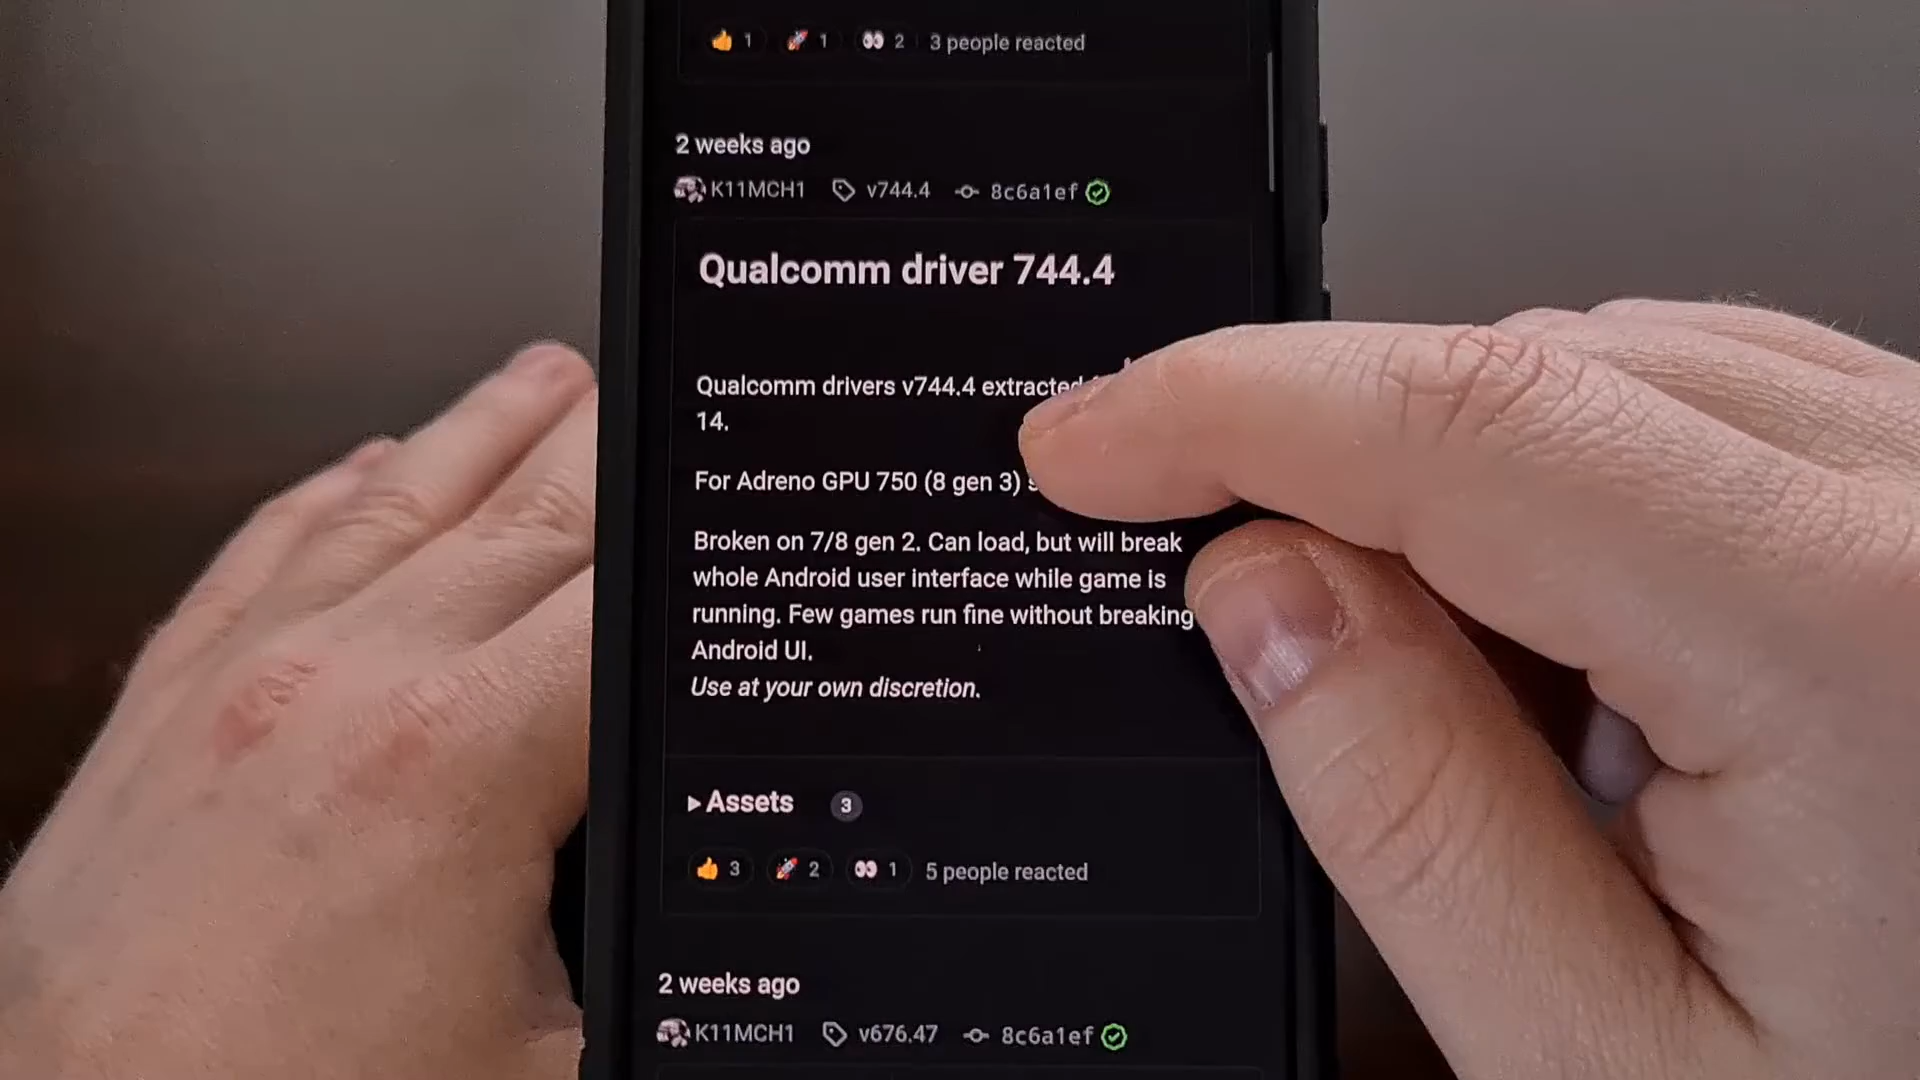 1 1 2 3 people reacted
2 weeks ago
K11MCH1 v744.4 8c6a1ef
Qualcomm driver 744.4
Qualcomm drivers v744.4 extracted
14.
For Adreno GPU 750 (8 gen 3)
Broken on 7/8 gen 2. Can load, but will break
whole Android user interface while game is
running. Few games run fine without breaking
Android UI.
Use at your own discretion.
Assets 3
3 2 1 5 people reacted
2 weeks ago
K11MCH1 v676.47 8c6a1ef